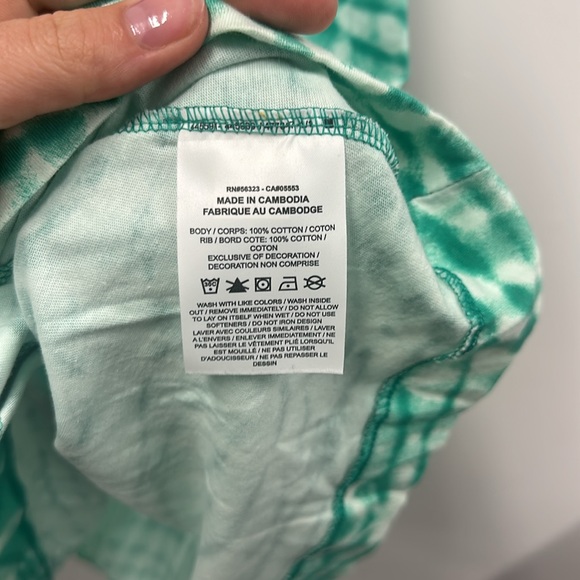 RN#56323 - CA#05553
MADE IN CAMBODIA
FABRIQUE AU CAMBODGE
BODY / CORPS: 100% COTTON / COTON
RIB / BORD COTE: 100% COTTON /
COTON
EXCLUSIVE OF DECORATION /
DECORATION NON COMPRISE
WASH WITH LIKE COLORS / WASH INSIDE
OUT / REMOVE IMMEDIATELY / DO NOT ALLOW
TO LAY ON ITSELF WHEN WET / DO NOT USE
SOFTENERS / DO NOT IRON DESIGN
LAVER AVEC COULEURS SIMILAIRES / LAVER
A L'ENVERS / ENLEVER IMMEDIATEMENT / NE
PAS LAISSER LE VÊTEMENT PLIÉ LORSQU'IL
EST MOUILLÉ / NE PAS UTILISER
D'ADOUCISSEUR / NE PAS REPASSER LE
DESSIN